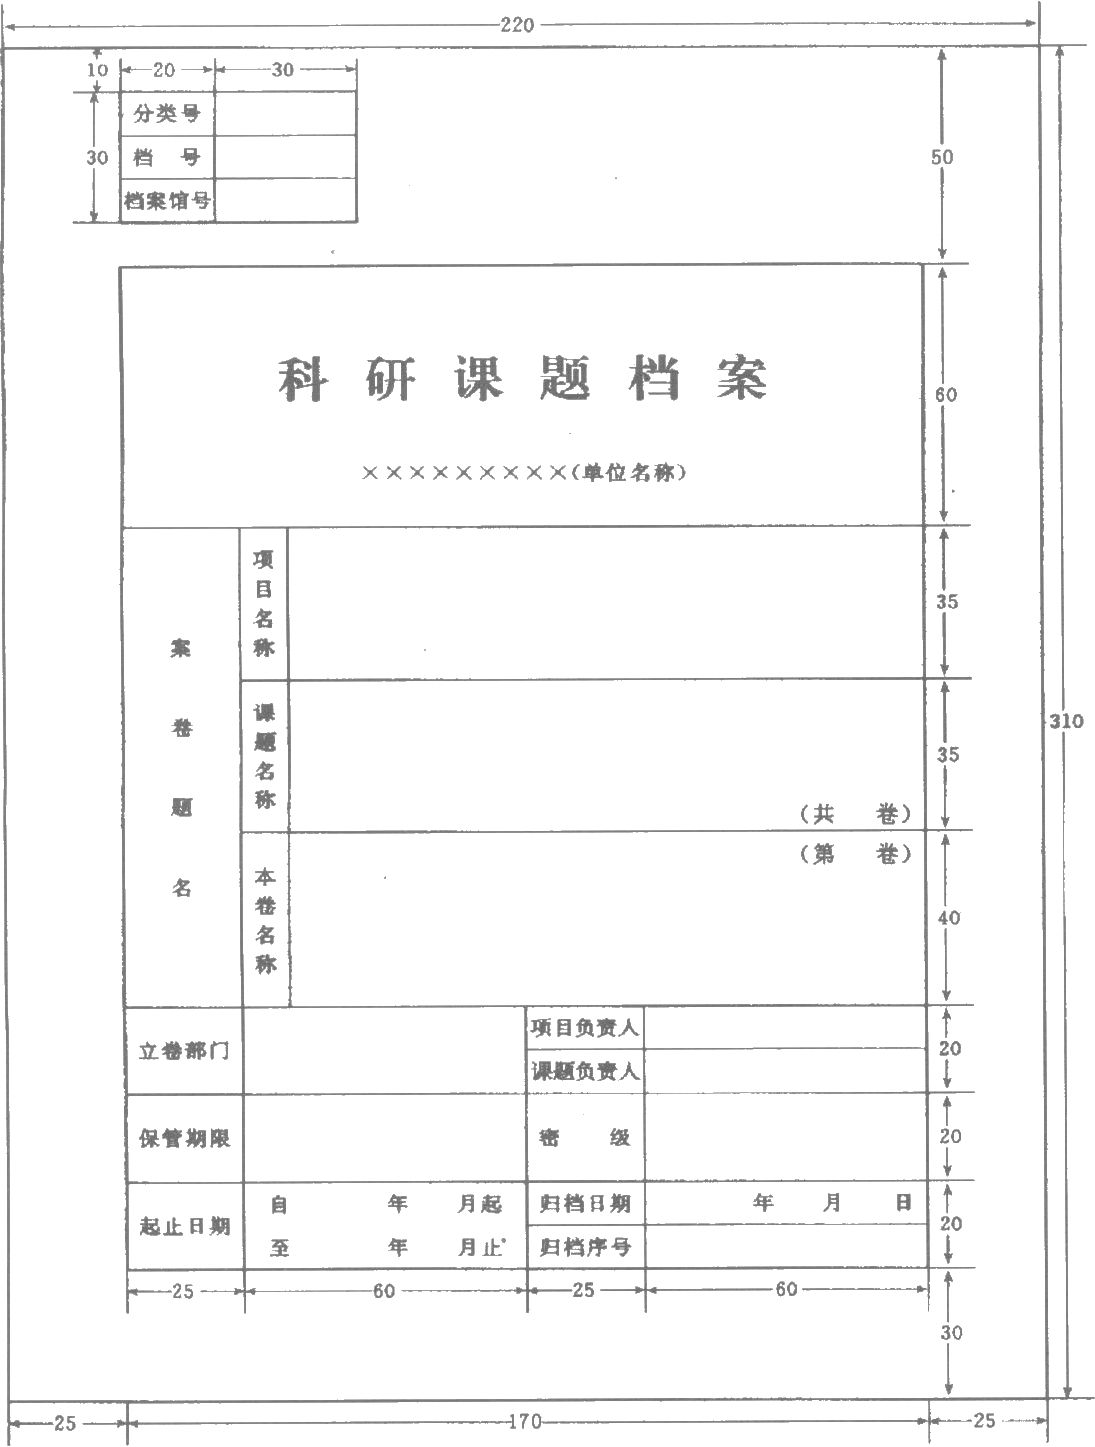 220
10 20 30
分类号
30 档 号
档案馆号
50
科研课题档案
60
×××××××××(单位名称)
案卷题名
项目名称
35
课题名称
35
310
(共 卷)
(第 卷)
本卷名称
40
立卷部门 项目负责人
20
课题负责人
保管期限 密 级 20
起止日期
自 年 月起 归档日期 年 月 日
20
至 年 月止 归档序号
25 60 25 60
30
25 170 25